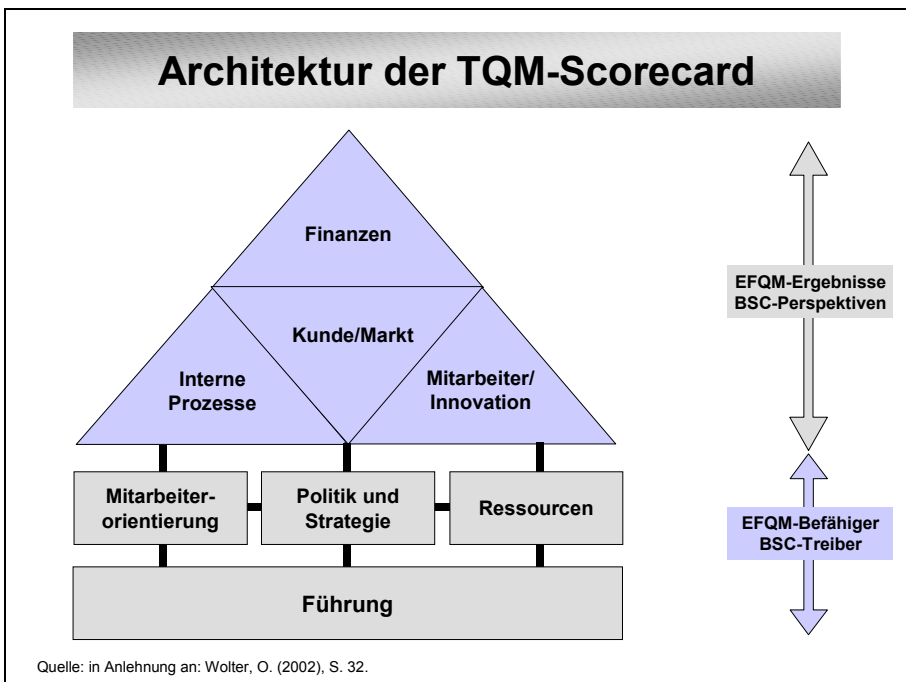 Architektur der TQM-Scorecard
Finanzen
Kunde/Markt
Interne
Prozesse
Mitarbeiter/
Innovation
EFQM-Ergebnisse
BSC-Perspektiven
Mitarbeiter-
orientierung
Politik und
Strategie
Ressourcen
EFQM-Befähiger
BSC-Treiber
Führung
Quelle: in Anlehnung an: Wolter, O. (2002), S. 32.